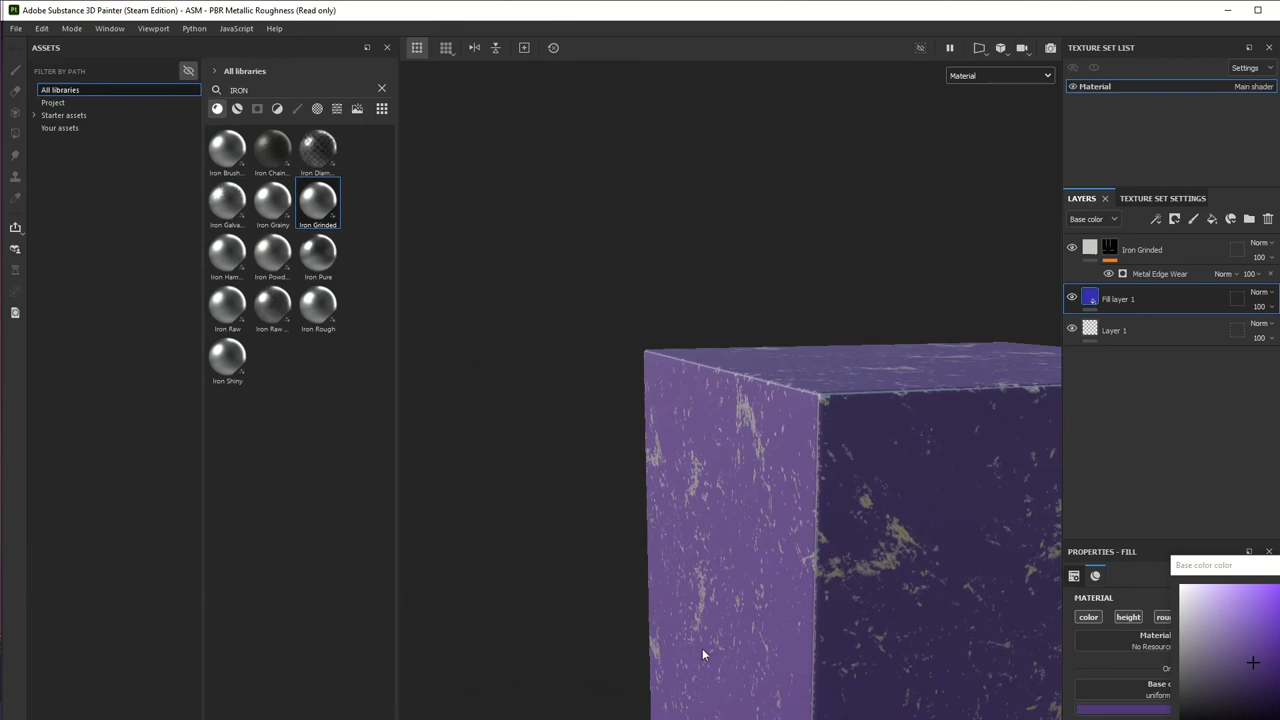 Adobe Substance 3D Painter (Steam Edition) - ASM - PBR Metallic Roughness (Read only)
File Edit Mode Window Viewport Python JavaScript Help
ASSETS
FILTER BY PATH
All libraries
Project
Starter assets
Your assets
All libraries
IRON
Iron Brush...
Iron Chain...
Iron Diam...
Iron Galva...
Iron Grainy
Iron Grinded
Iron Ham...
Iron Powd...
Iron Pure
Iron Raw
Iron Raw ...
Iron Rough
Iron Shiny
Material
TEXTURE SET LIST
Settings
Material Main shader
LAYERS TEXTURE SET SETTINGS
Base color
Iron Grinded Norm 100
Metal Edge Wear Norm 100
Fill layer 1 Norm 100
Layer 1 Norm 100
PROPERTIES - FILL
Base color color
MATERIAL
color height rou
Material
No Resource
Or
Base c
uniform